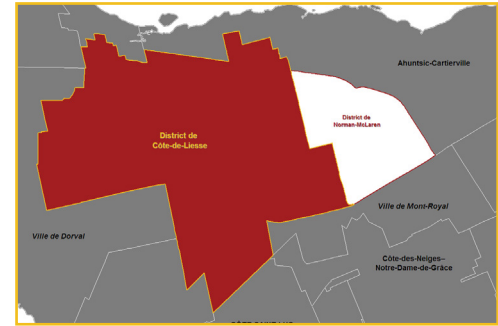 Ahuntsic-Cartierville
District de
Norman-McLaren
District de
Côte-de-Liesse
Ville de Mont-Royal
Ville de Dorval
Côte-des-Neiges–
Notre-Dame-de-Grâce